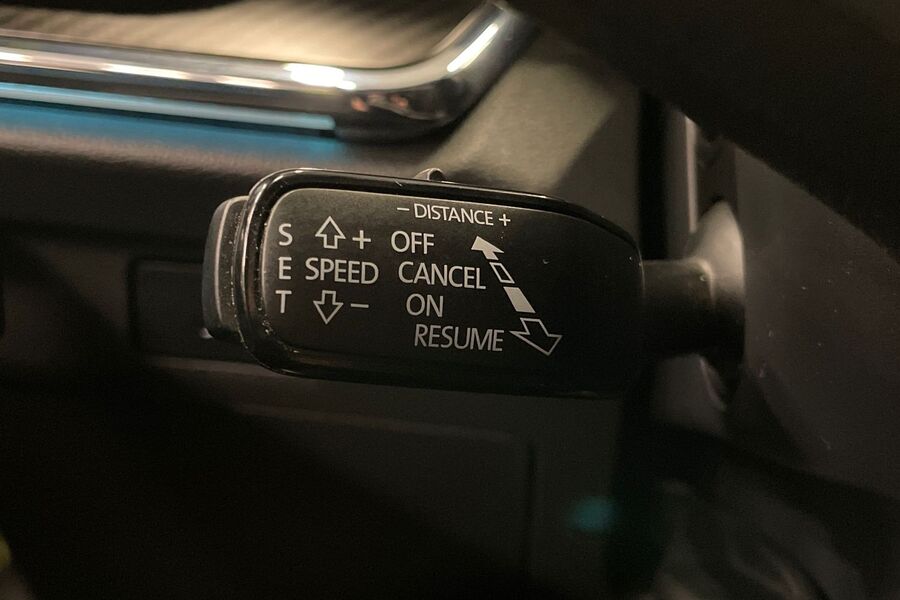 − DISTANCE +
S + OFF
E SPEED CANCEL
T − ON
RESUME